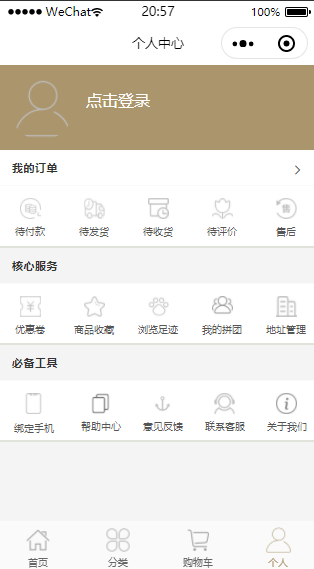 WeChat 20:57 100%
个人中心
点击登录
我的订单
待付款 待发货 待收货 待评价 售后
核心服务
优惠卷 商品收藏 浏览足迹 我的拼团 地址管理
必备工具
绑定手机 帮助中心 意见反馈 联系客服 关于我们
首页 分类 购物车 个人